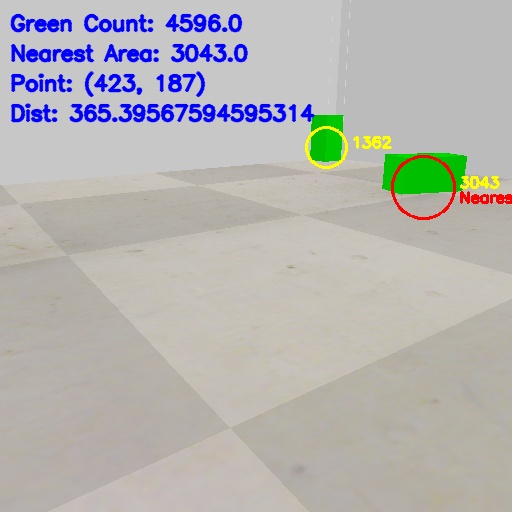 Green Count: 4596.0
Nearest Area: 3043.0
Point: (423, 187)
Dist: 365.39567594595314
1362
3043
Neares